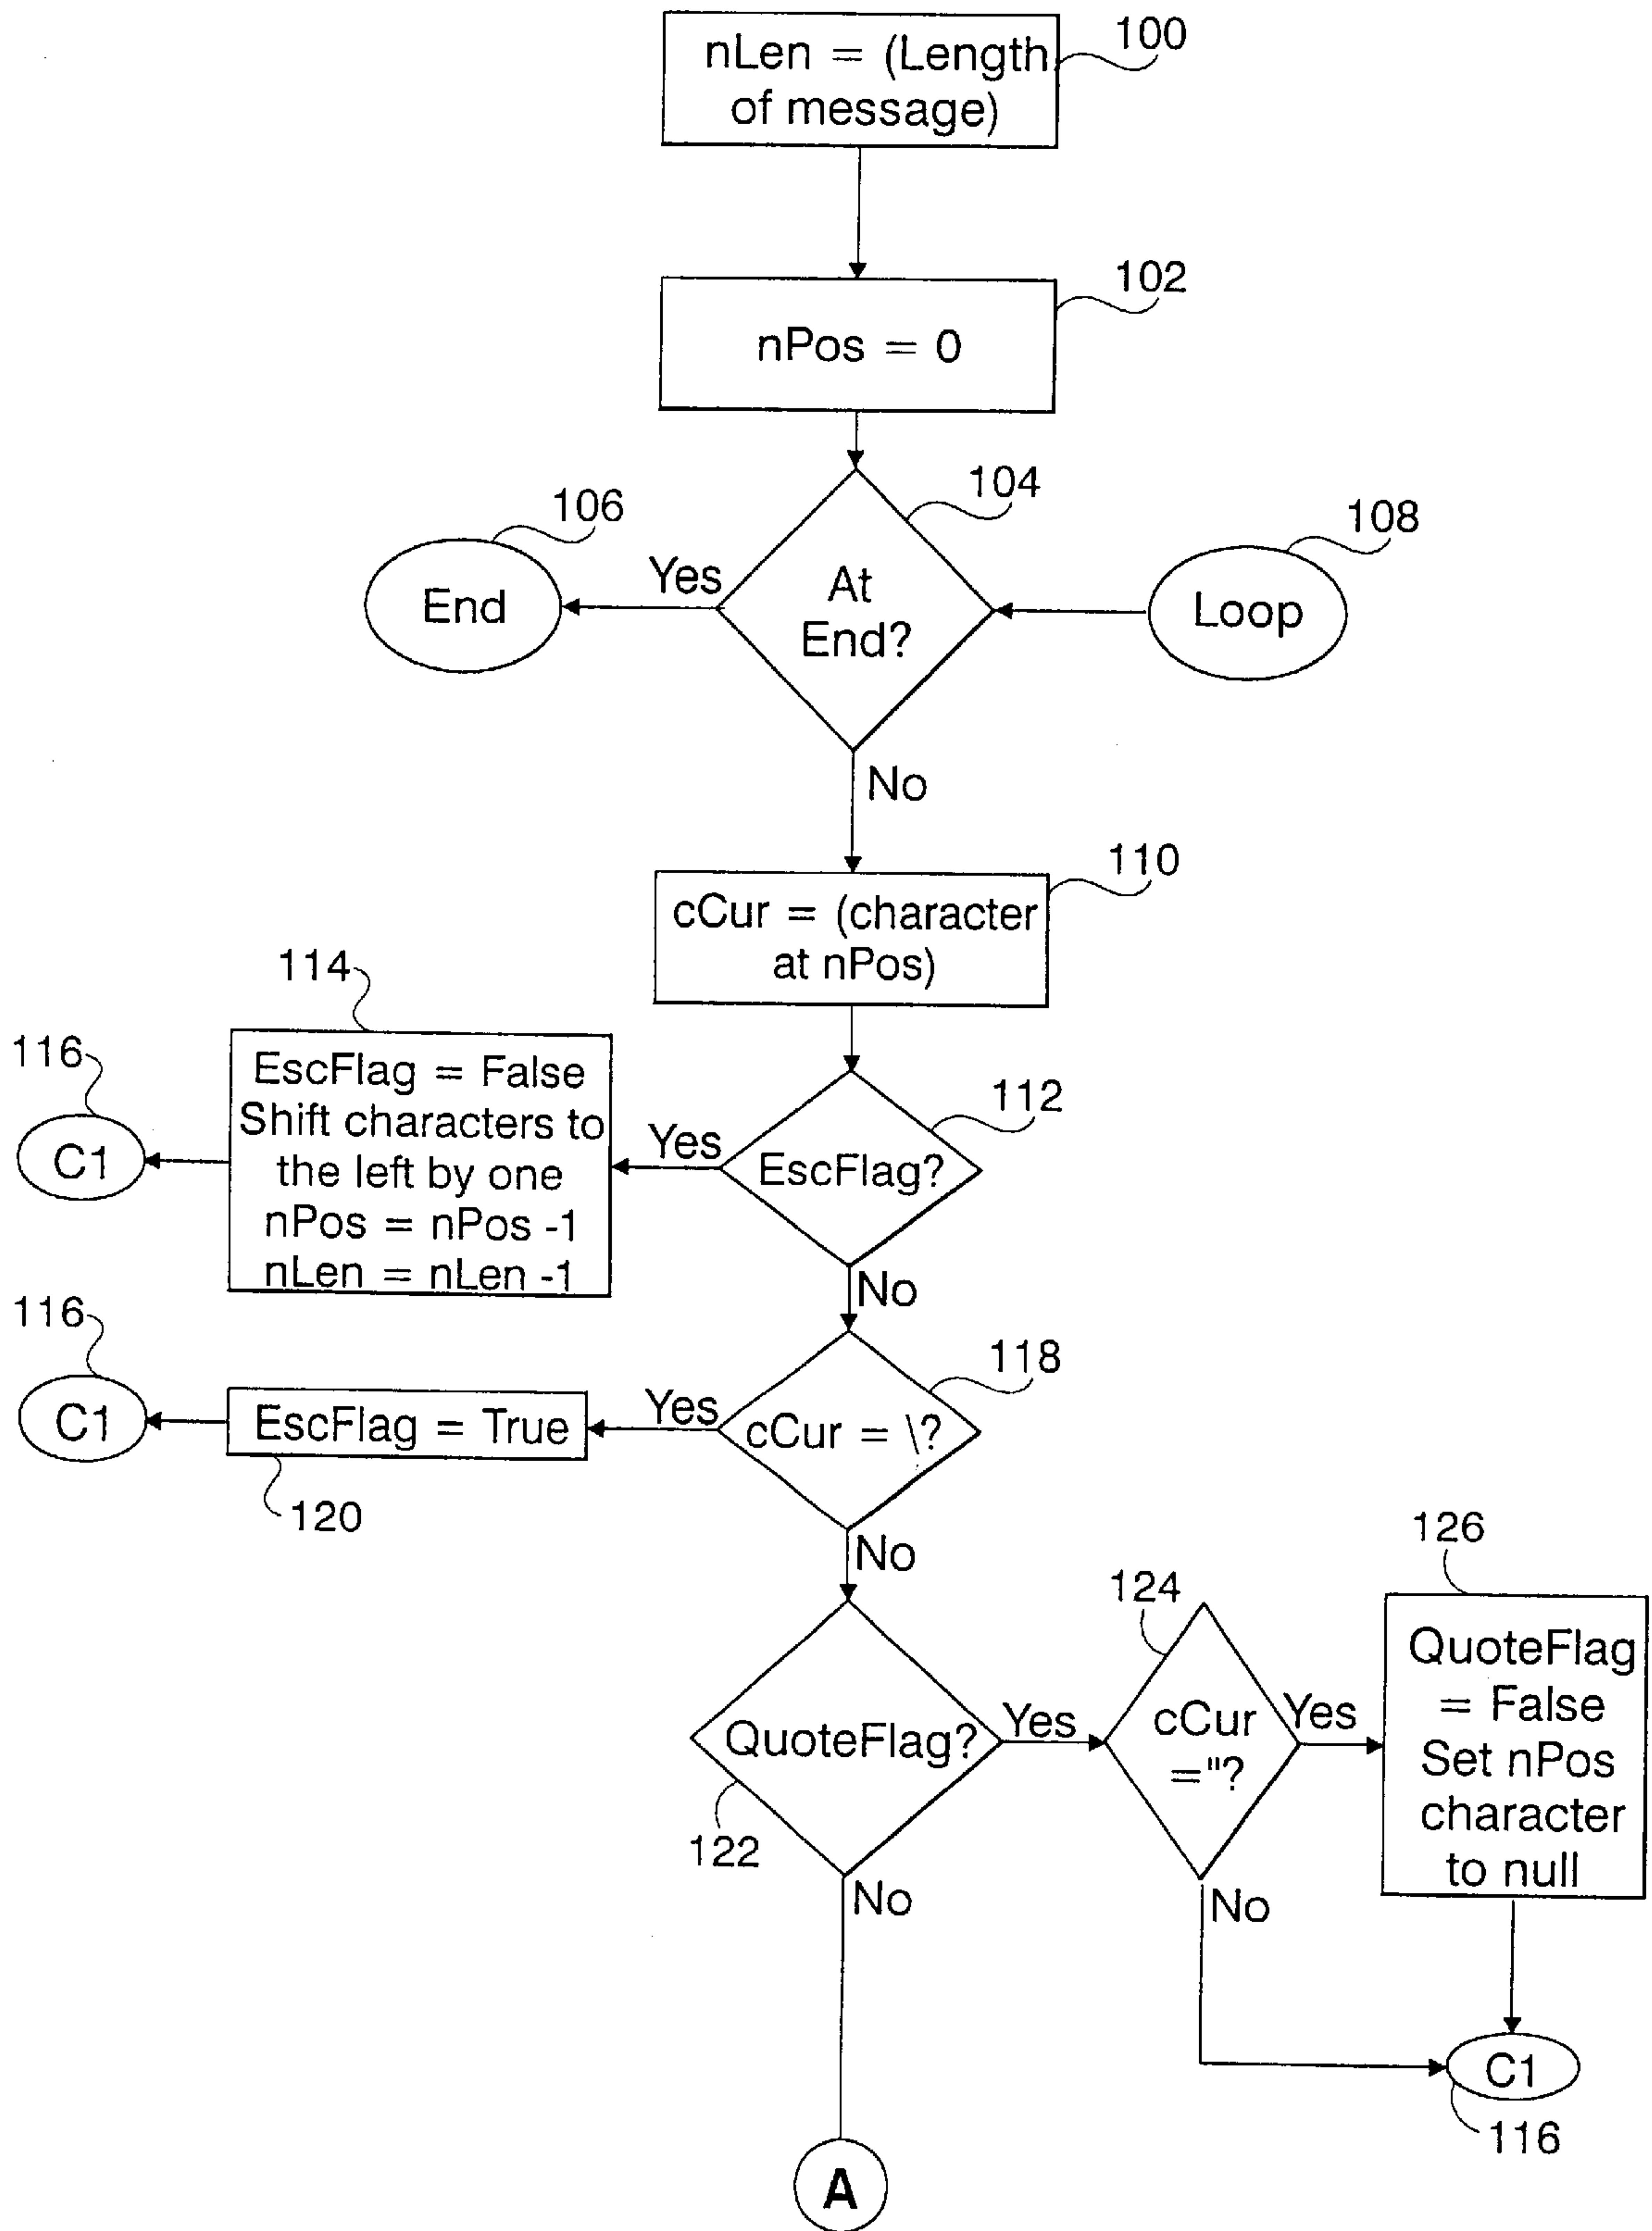 nLen = (Length
of message)
100
nPos = 0
102
At
End?
104
Yes
End
106
Loop
108
No
cCur = (character
at nPos)
110
EscFlag?
112
Yes
EscFlag = False
Shift characters to
the left by one
nPos = nPos -1
nLen = nLen -1
114
C1
116
No
cCur = \?
118
Yes
EscFlag = True
120
C1
116
No
QuoteFlag?
122
Yes
cCur
="?
124
Yes
QuoteFlag
= False
Set nPos
character
to null
126
No
C1
116
No
A